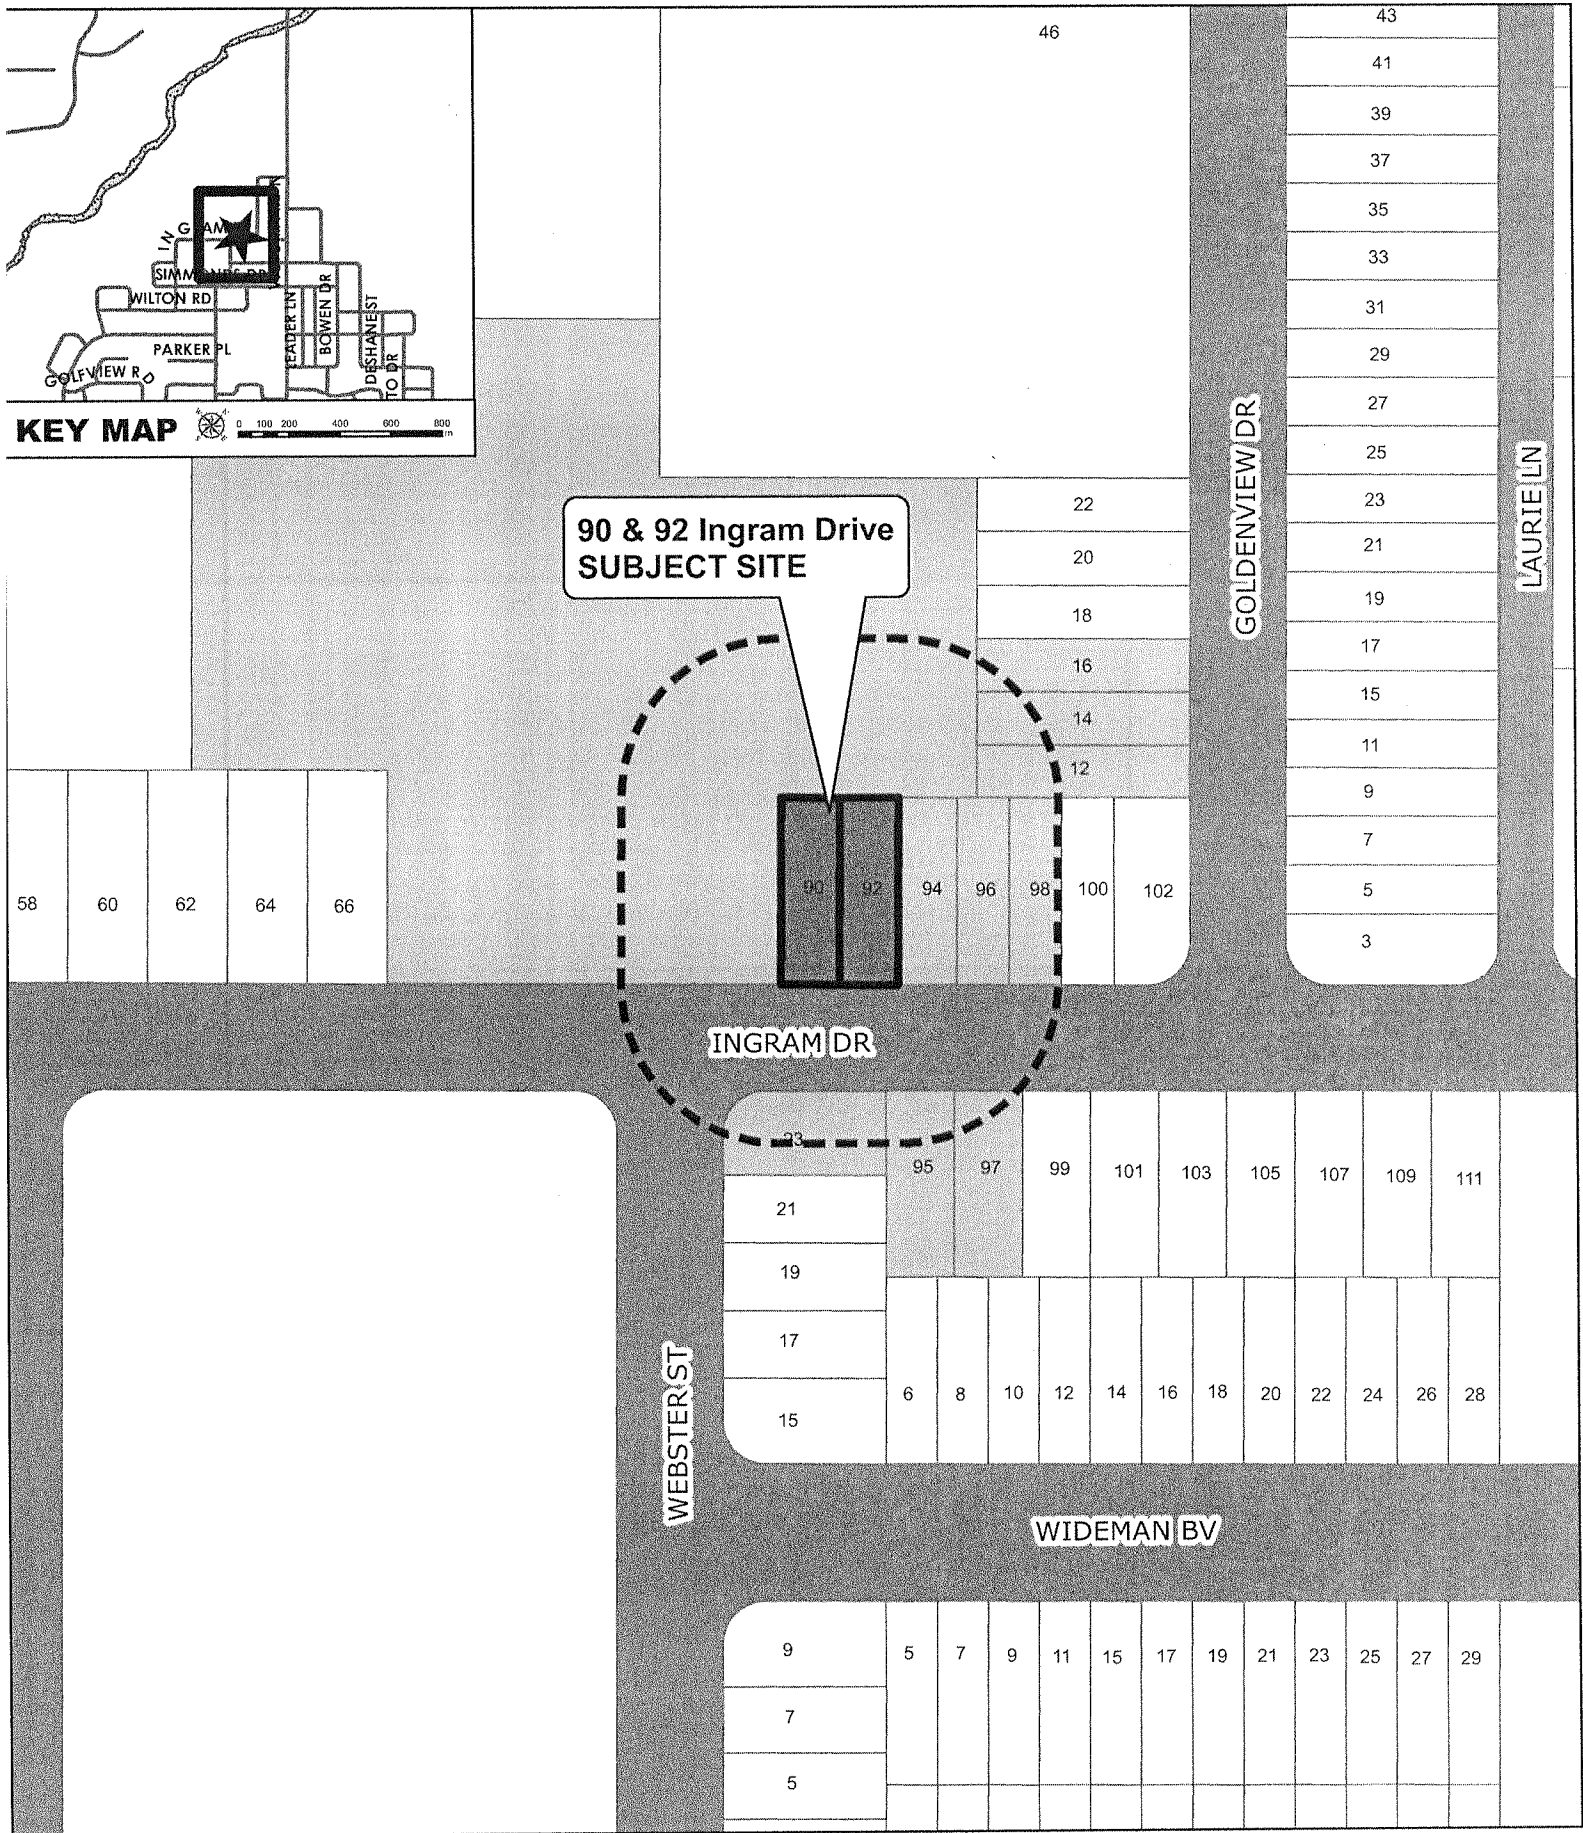 46
43
41
39
37
35
33
31
29
27
25
23
21
19
17
15
11
9
7
5
3
GOLDENVIEW DR
LAURIE LN
SIMMONDS DR
WILTON RD
PARKER PL
GOLFVIEW RD
BOWEN DR
DESHANE ST
KEY MAP
0 100 200 400 600 800
m
90 & 92 Ingram Drive
SUBJECT SITE
22
20
18
16
14
12
58 60 62 64 66
90 92 94 96 98 100 102
INGRAM DR
23
21
19
17
15
95 97 99 101 103 105 107 109 111
6 8 10 12 14 16 18 20 22 24 26 28
WEBSTER ST
WIDEMAN BV
9
7
5
5 7 9 11 15 17 19 21 23 25 27 29